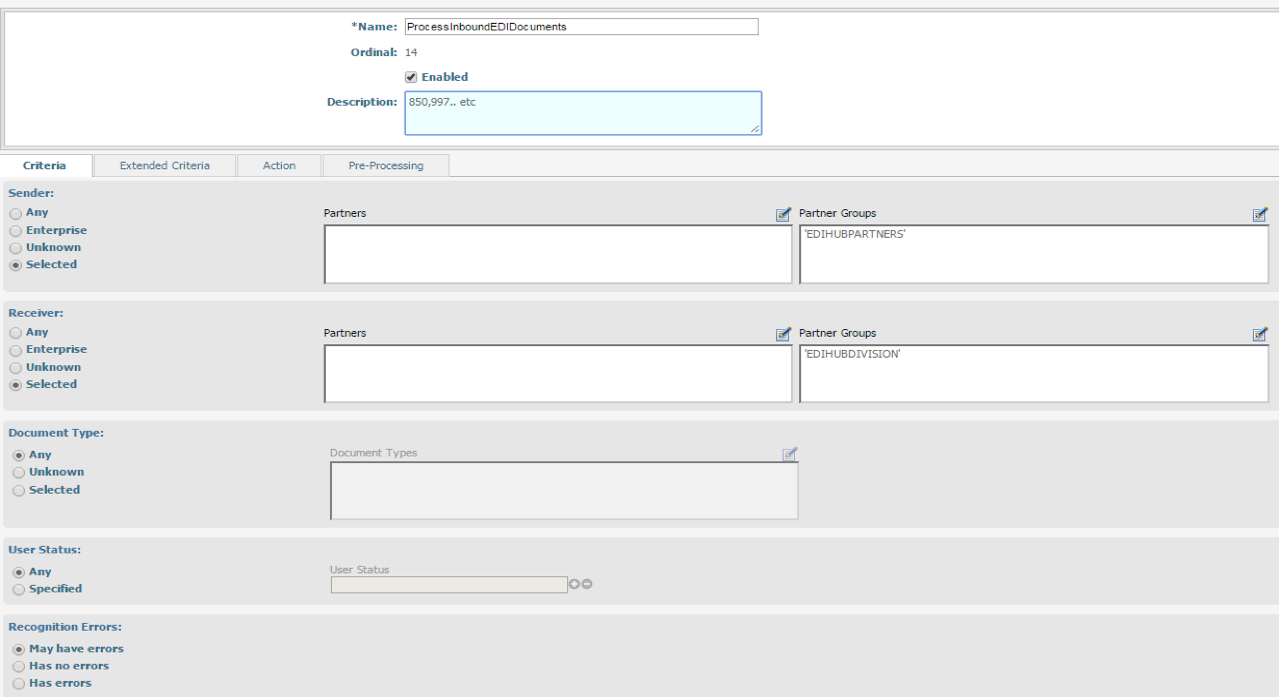 *Name: ProcessInboundEDIDocuments
Ordinal: 14
Enabled
Description: 850,997.. etc
Criteria Extended Criteria Action Pre-Processing
Sender:
Any
Enterprise
Unknown
Selected
Partners
Partner Groups
'EDIHUBPARTNERS'
Receiver:
Any
Enterprise
Unknown
Selected
Partners
Partner Groups
'EDIHUBDIVISION'
Document Type:
Any
Unknown
Selected
Document Types
User Status:
Any
Specified
User Status
Recognition Errors:
May have errors
Has no errors
Has errors